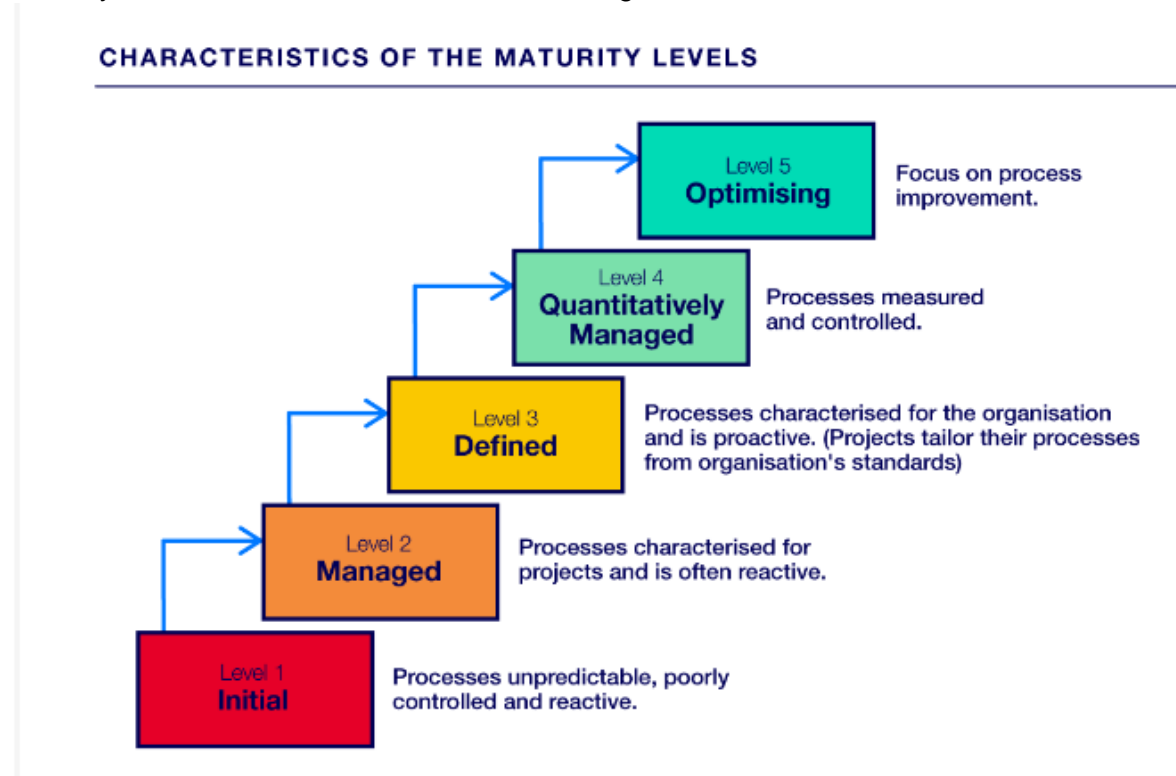 CHARACTERISTICS OF THE MATURITY LEVELS
Level 5
Optimising
Focus on process
improvement.
Level 4
Quantitatively
Managed
Processes measured
and controlled.
Level 3
Defined
Processes characterised for the organisation
and is proactive. (Projects tailor their processes
from organisation's standards)
Level 2
Managed
Processes characterised for
projects and is often reactive.
Level 1
Initial
Processes unpredictable, poorly
controlled and reactive.